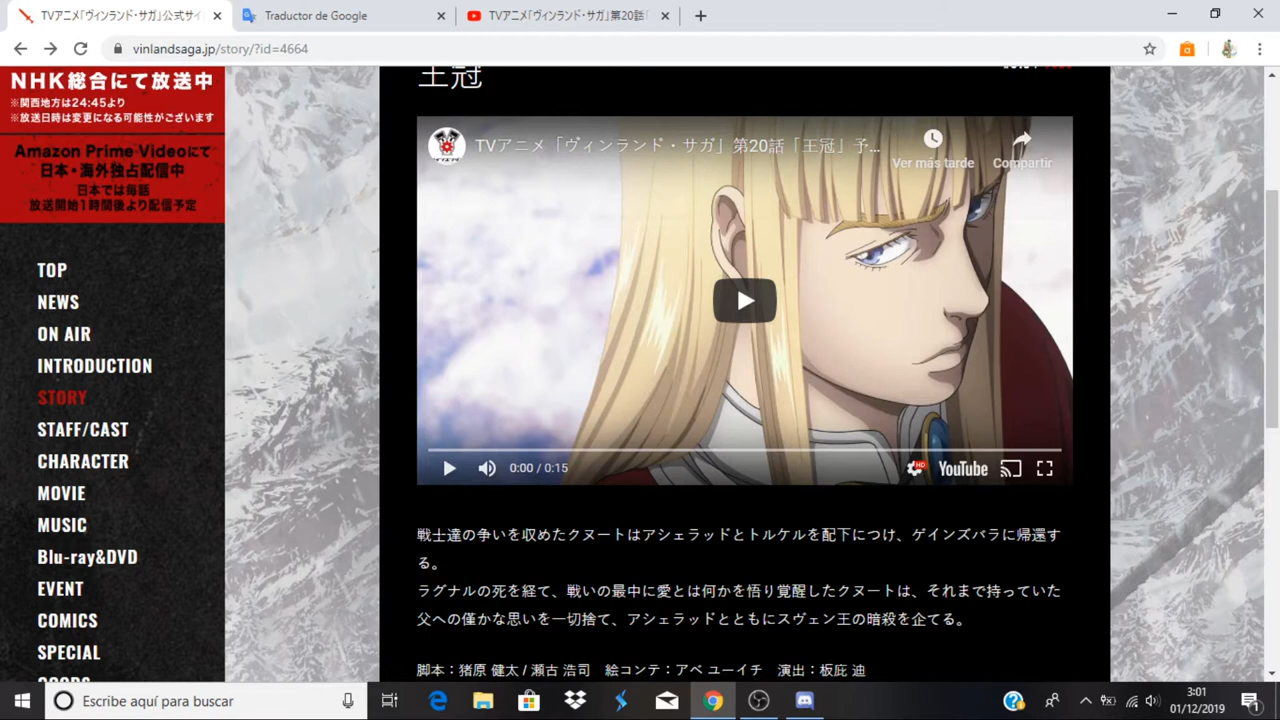 TVアニメ「ヴィンランド・サガ」公式サイ
Traductor de Google
TVアニメ「ヴィンランド・サガ」第20話「
vinlandsaga.jp/story/?id=4664
NHK総合にて放送中
※関西地方は24:45より
※放送日時は変更になる可能性がございます
Amazon Prime Videoにて
日本・海外独占配信中
日本では毎話
放送開始1時間後より配信予定
TOP
NEWS
ON AIR
INTRODUCTION
STORY
STAFF/CAST
CHARACTER
MOVIE
MUSIC
Blu-ray&DVD
EVENT
COMICS
SPECIAL
王冠
TVアニメ「ヴィンランド・サガ」第20話「王冠」予...
Ver más tarde
Compartir
0:00 / 0:15
HD
YouTube
戦士達の争いを収めたクヌートはアシェラッドとトルケルを配下につけ、ゲインズバラに帰還す
る。
ラグナルの死を経て、戦いの最中に愛とは何かを悟り覚醒したクヌートは、それまで持っていた
父への僅かな思いを一切捨て、アシェラッドとともにスヴェン王の暗殺を企てる。
脚本：猪原 健太 / 瀬古 浩司　絵コンテ：アベ ユーイチ　演出：板庇 迪
Escribe aquí para buscar
3:01
01/12/2019
1